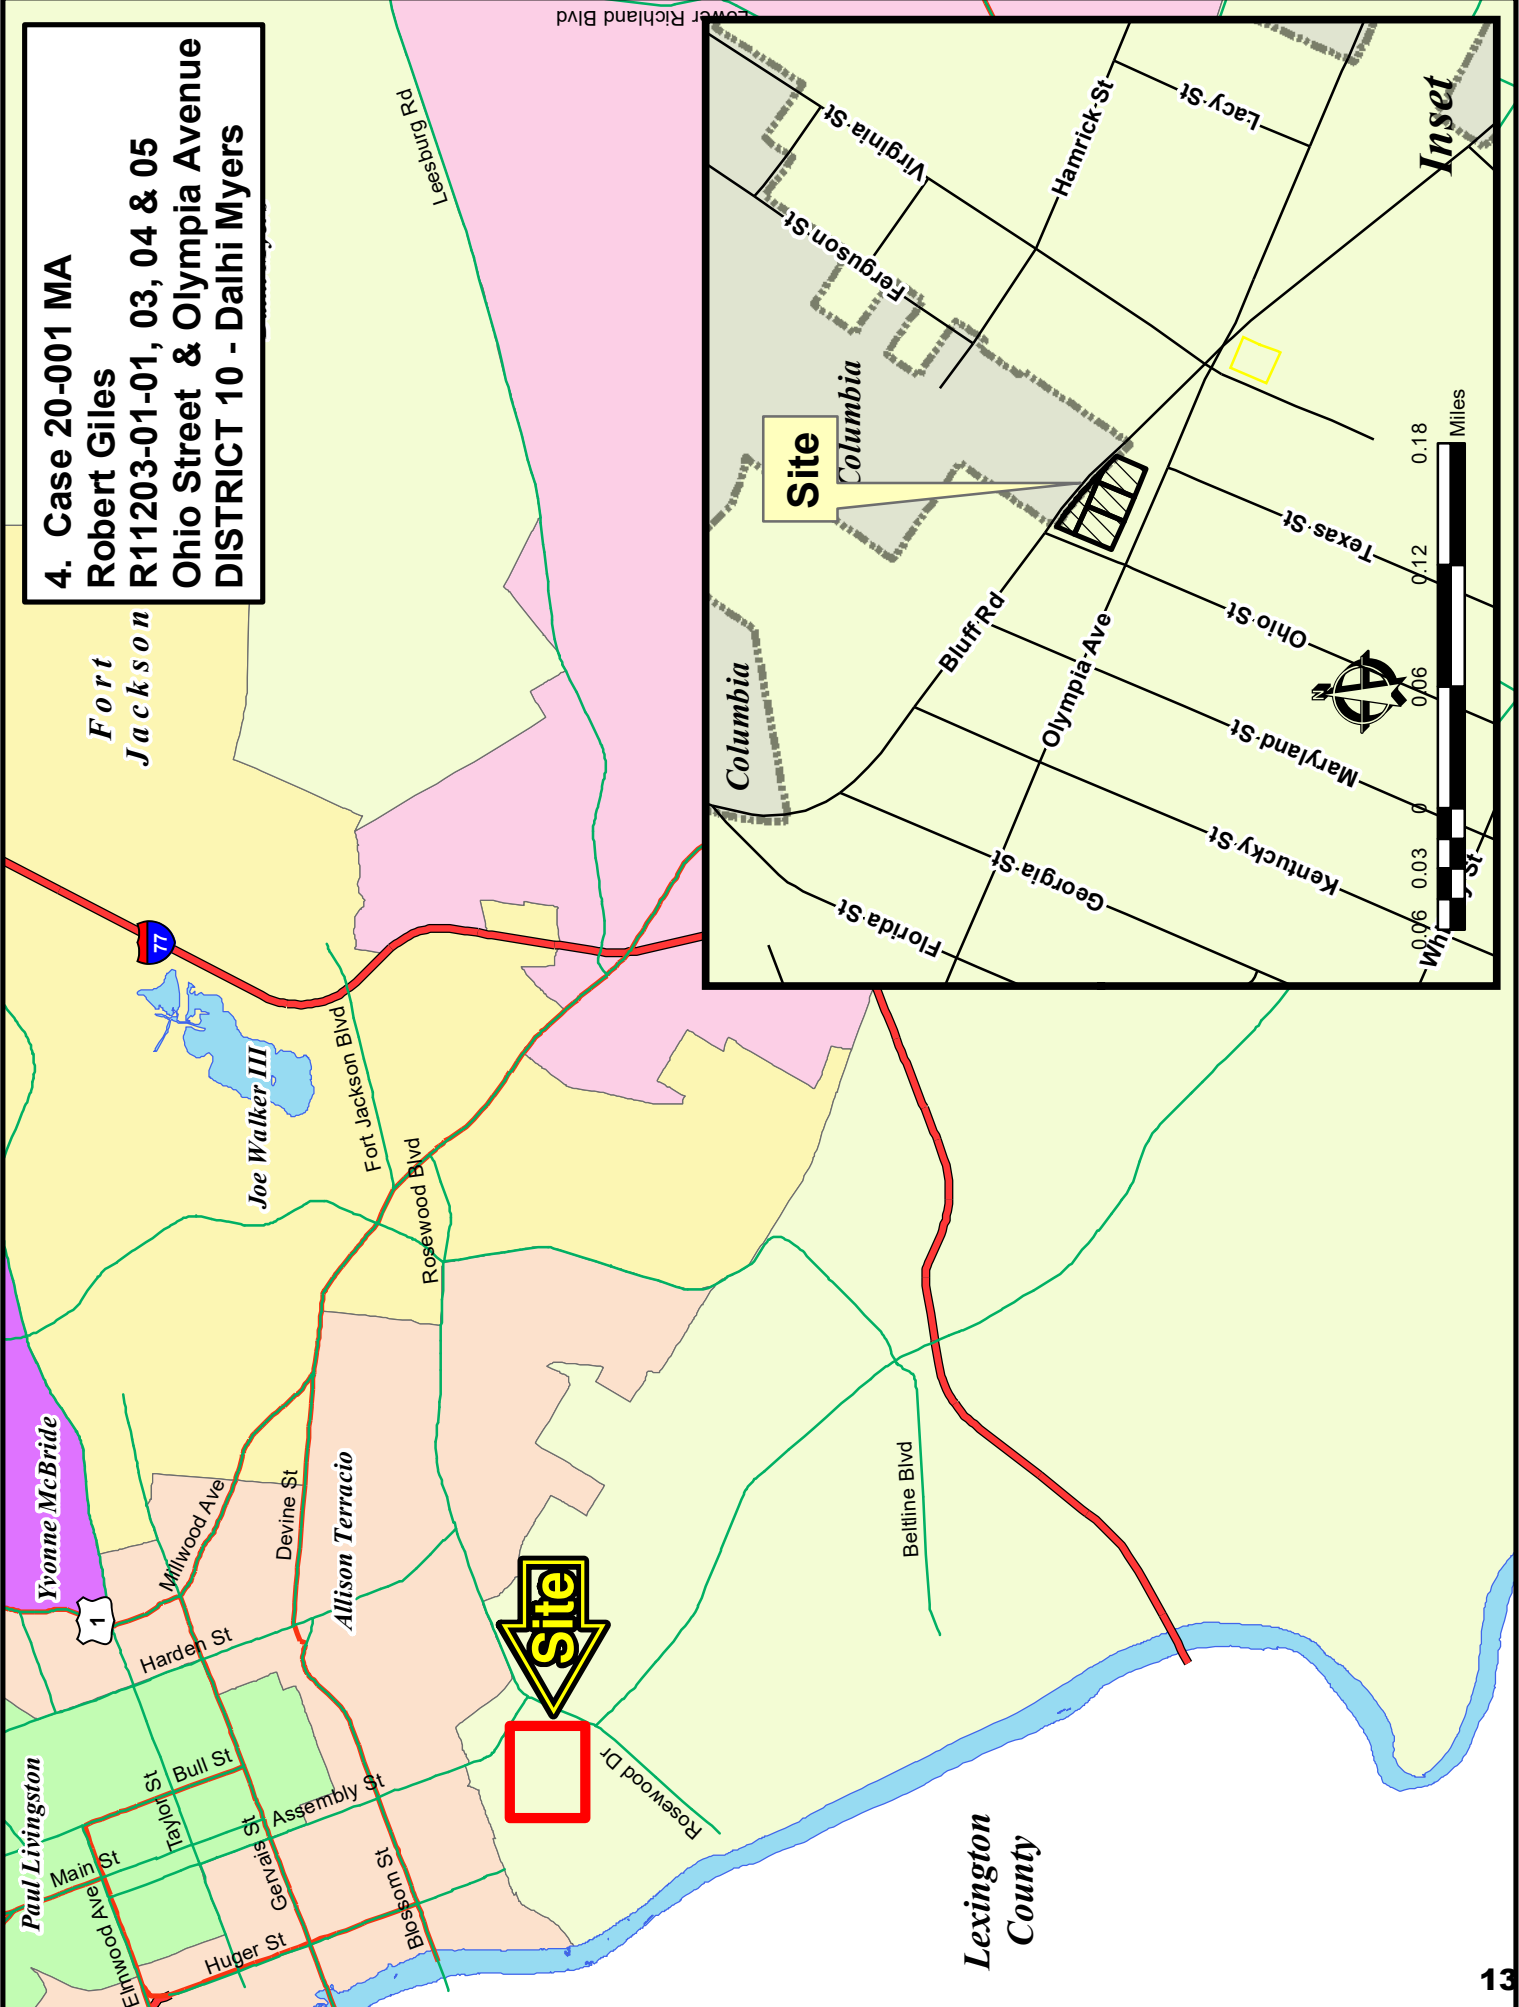 4. Case 20-001 MA
Robert Giles
R11203-01-01, 03, 04 & 05
Ohio Street & Olympia Avenue
DISTRICT 10 - Dalhi Myers
Paul Livingston
Yvonne McBride
Joe Walker III
Fort
Jackson
Allison Terracio
Lexington
County
77
1
Elmwood Ave
Main St
Taylor St
Bull St
Huger St
Gervais St
Assembly St
Blossom St
Harden St
Millwood Ave
Devine St
Fort Jackson Blvd
Rosewood Blvd
Leesburg Rd
Lower Richland Blvd
Rosewood Dr
Beltline Blvd
Site
Inset
Columbia
Columbia
Site
Virginia St
Ferguson St
Hamrick St
Lacy St
Bluff Rd
Olympia Ave
Texas St
Ohio St
Maryland St
Kentucky St
Georgia St
Florida St
N
0.06 0.03 0 0.06 0.12 0.18
Miles
13